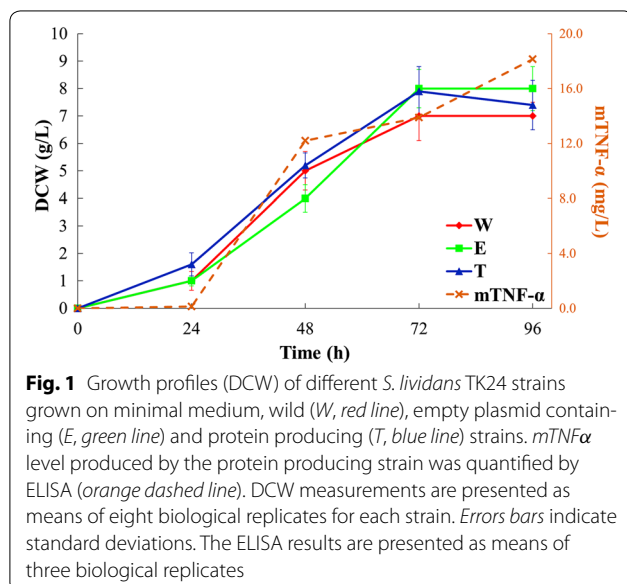 9
8
7
6
5
4
3
2
1
0
DCW (g/L)
20.0
16.0
12.0
8.0
4.0
0.0
mTNF-α (mg/L)
W
E
T
mTNF-α
0 24 48 72 96
Time (h)
Fig. 1 Growth profiles (DCW) of different S. lividans TK24 strains
grown on minimal medium, wild (W, red line), empty plasmid contain-
ing (E, green line) and protein producing (T, blue line) strains. mTNFα
level produced by the protein producing strain was quantified by
ELISA (orange dashed line). DCW measurements are presented as
means of eight biological replicates for each strain. Errors bars indicate
standard deviations. The ELISA results are presented as means of
three biological replicates